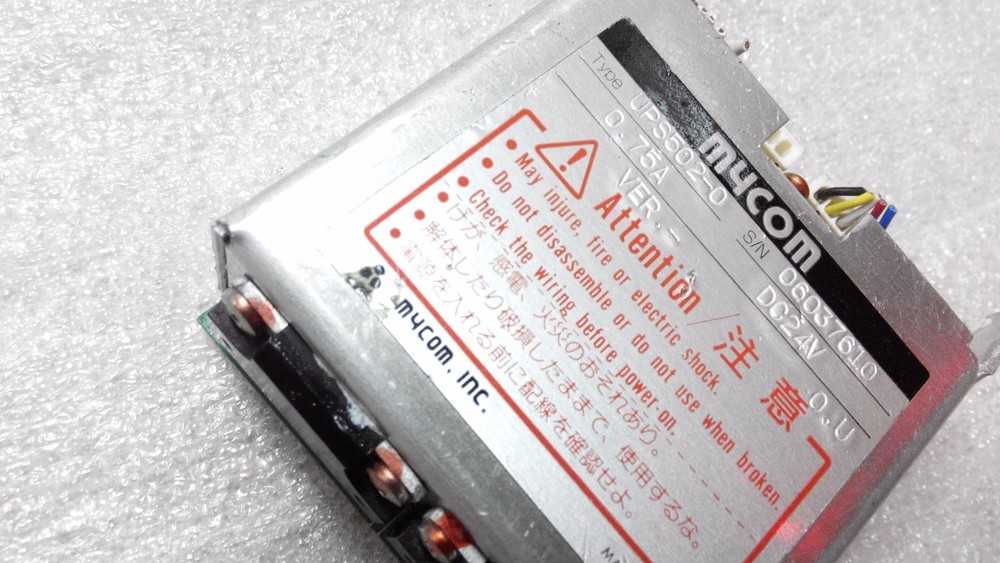 mycom
Type UPS502-0 S/N 06037610
0.75A DC24V 0.U
VER.-
Attention/注意
• May injure, fire or electric shock.
• Do not disassemble or do not use when broken.
• Check the wiring before power-on.
• けが、感電、火災のおそれあり。
• 解体したり破損したままで、使用するな。
• 電源を入れる前に配線を確認せよ。
mycom. inc.